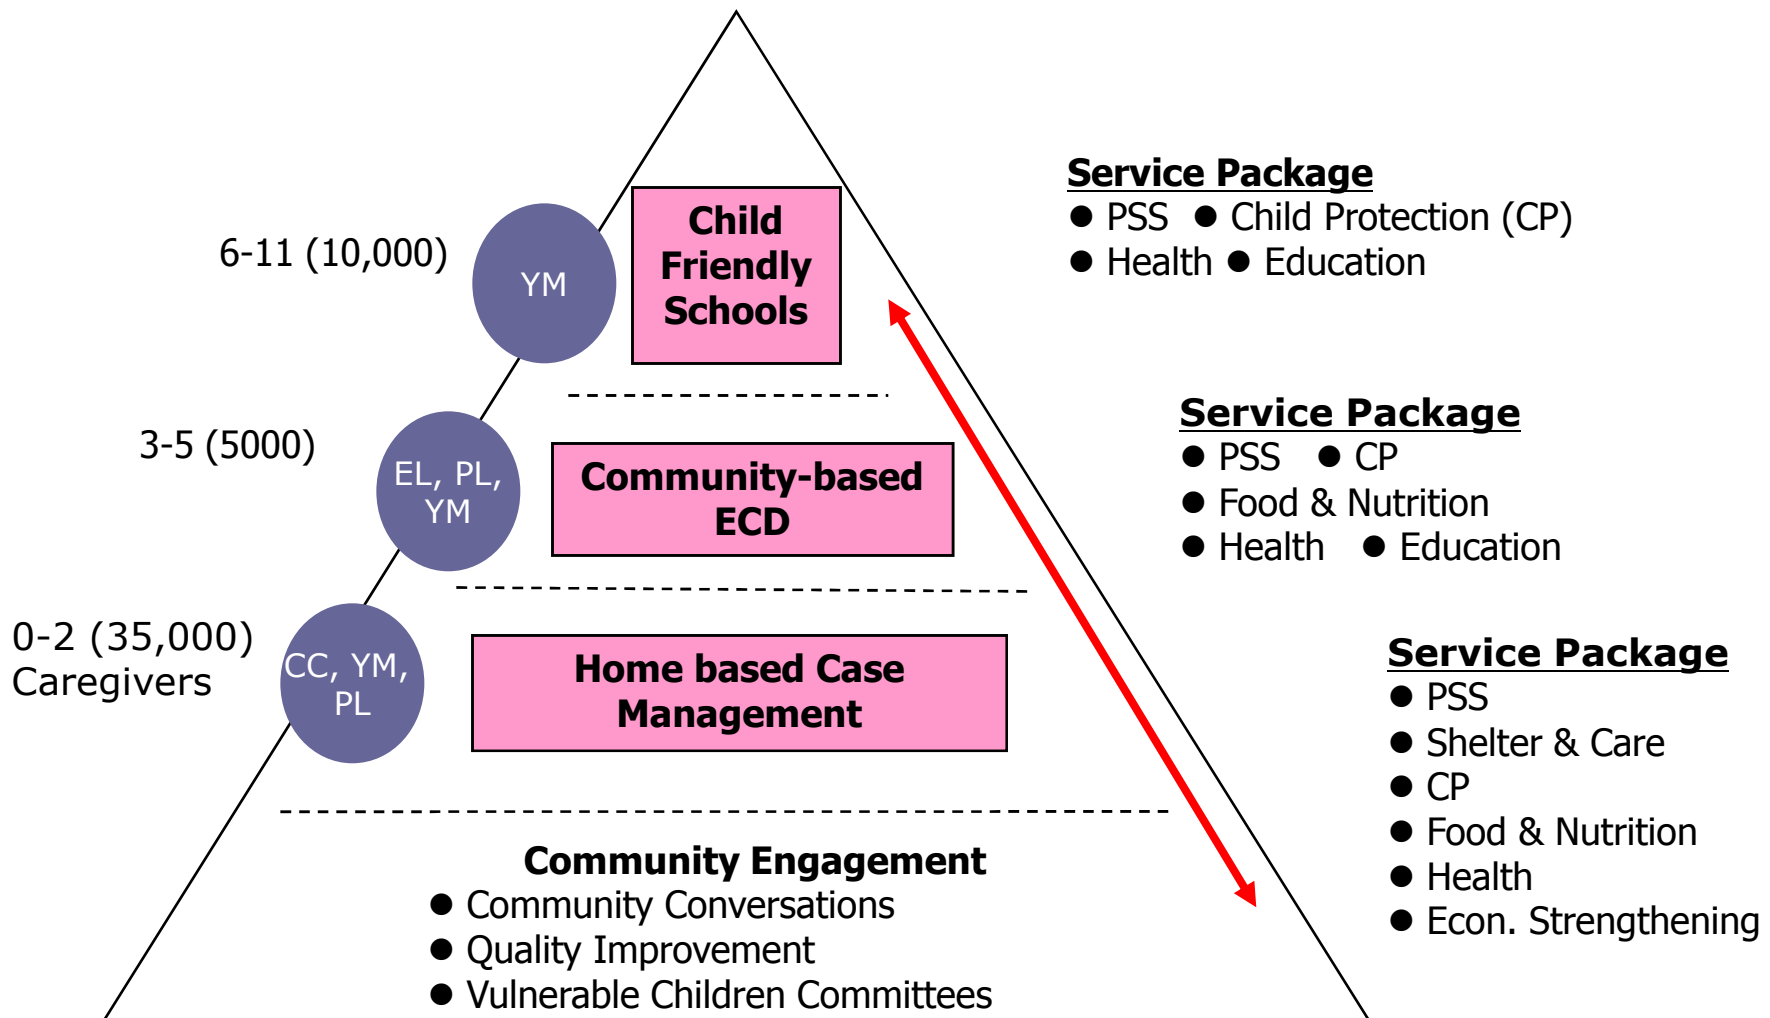 6-11 (10,000)
YM
Child
Friendly
Schools
Service Package
● PSS ● Child Protection (CP)
● Health ● Education
3-5 (5000)
EL, PL,
YM
Community-based
ECD
Service Package
● PSS ● CP
● Food & Nutrition
● Health ● Education
0-2 (35,000)
Caregivers
CC, YM,
PL
Home based Case
Management
Service Package
● PSS
● Shelter & Care
● CP
● Food & Nutrition
● Health
● Econ. Strengthening
Community Engagement
● Community Conversations
● Quality Improvement
● Vulnerable Children Committees